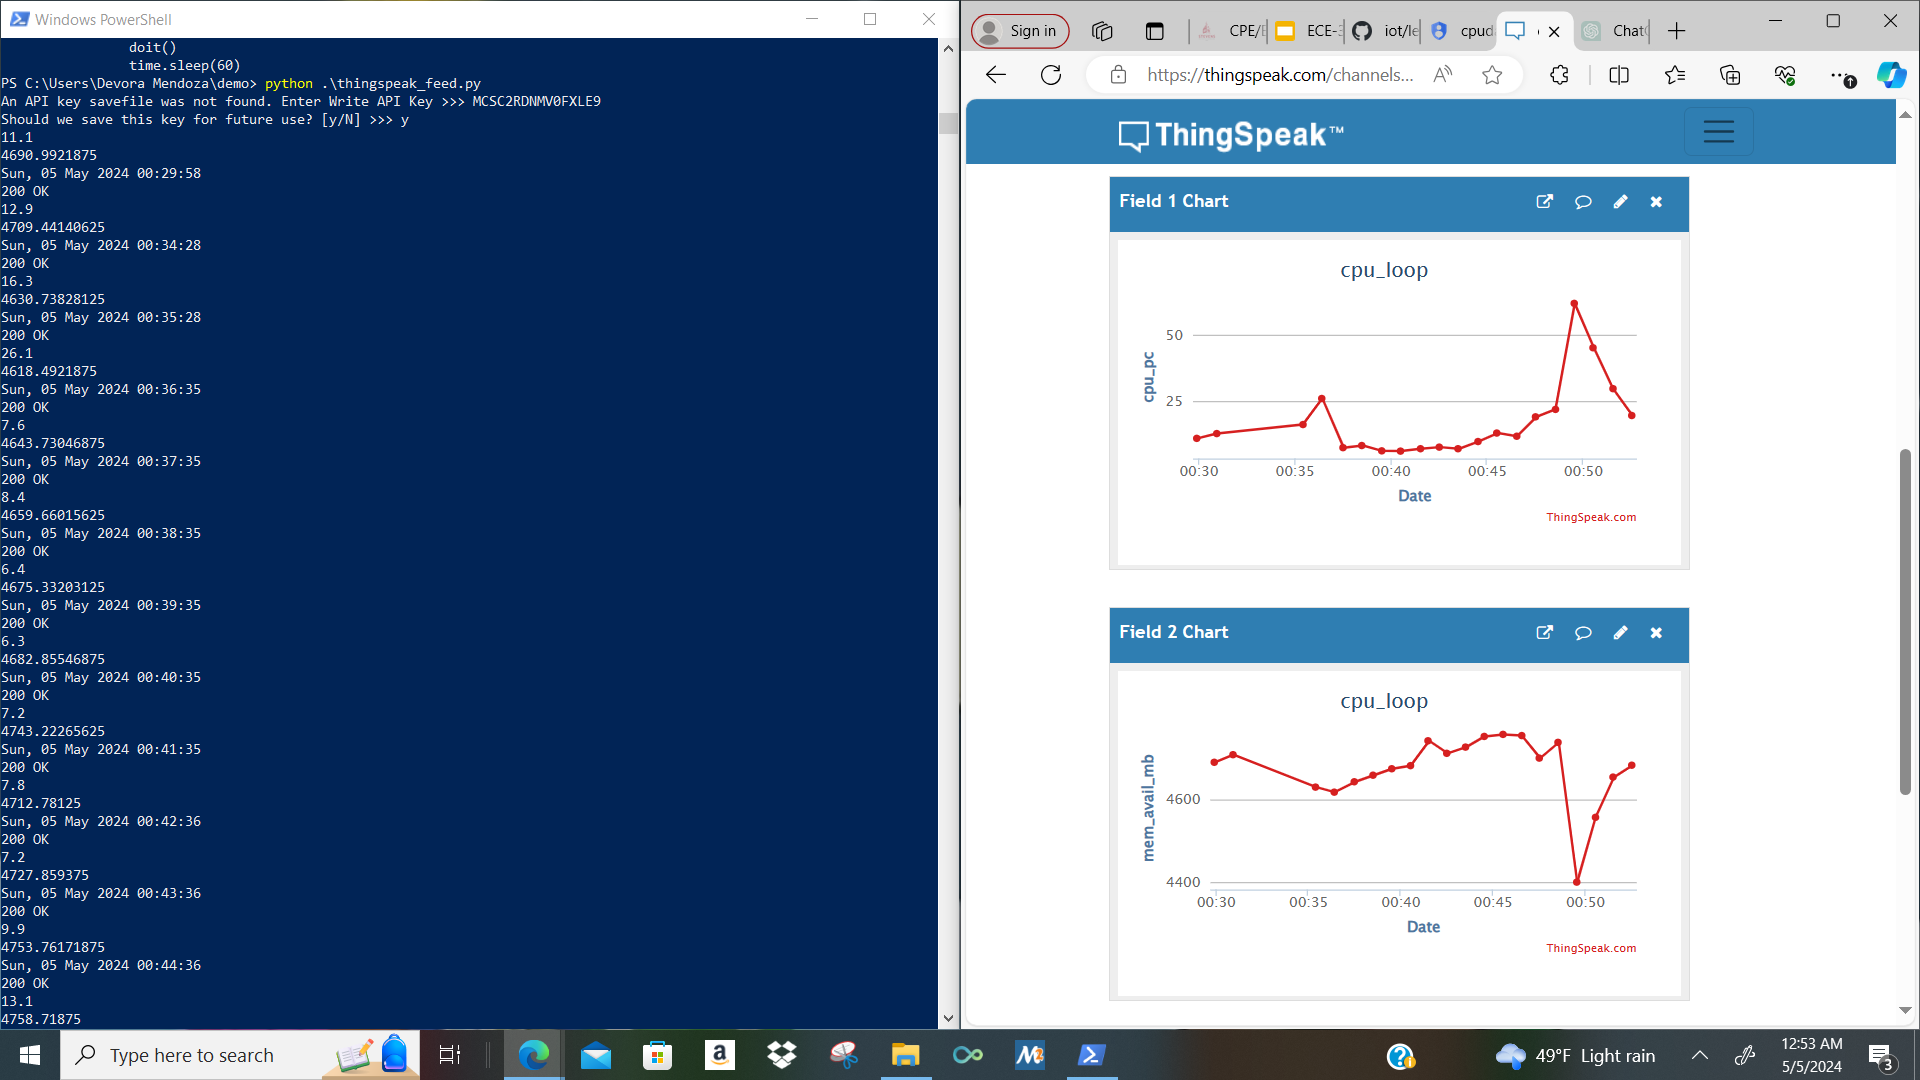 Windows PowerShell
doit()
time.sleep(60)
PS C:\Users\Devora Mendoza\demo> python .\thingspeak_feed.py
An API key savefile was not found. Enter Write API Key >>> MCSC2RDNMV0FXLE9
Should we save this key for future use? [y/N] >>> y
11.1
4690.9921875
Sun, 05 May 2024 00:29:58
200 OK
12.9
4709.44140625
Sun, 05 May 2024 00:34:28
200 OK
16.3
4630.73828125
Sun, 05 May 2024 00:35:28
200 OK
26.1
4618.4921875
Sun, 05 May 2024 00:36:35
200 OK
7.6
4643.73046875
Sun, 05 May 2024 00:37:35
200 OK
8.4
4659.66015625
Sun, 05 May 2024 00:38:35
200 OK
6.4
4675.33203125
Sun, 05 May 2024 00:39:35
200 OK
6.3
4682.85546875
Sun, 05 May 2024 00:40:35
200 OK
7.2
4743.22265625
Sun, 05 May 2024 00:41:35
200 OK
7.8
4712.78125
Sun, 05 May 2024 00:42:36
200 OK
7.2
4727.859375
Sun, 05 May 2024 00:43:36
200 OK
9.9
4753.76171875
Sun, 05 May 2024 00:44:36
200 OK
13.1
4758.71875
Sign in
CPE/E
ECE-3
iot/le
cpud
Chat
https://thingspeak.com/channels...
ThingSpeak™
Field 1 Chart
cpu_loop
cpu_pc
50
25
00:30 00:35 00:40 00:45 00:50
Date
ThingSpeak.com
Field 2 Chart
cpu_loop
mem_avail_mb
4600
4400
00:30 00:35 00:40 00:45 00:50
Date
ThingSpeak.com
Type here to search
49°F Light rain
12:53 AM
5/5/2024
3